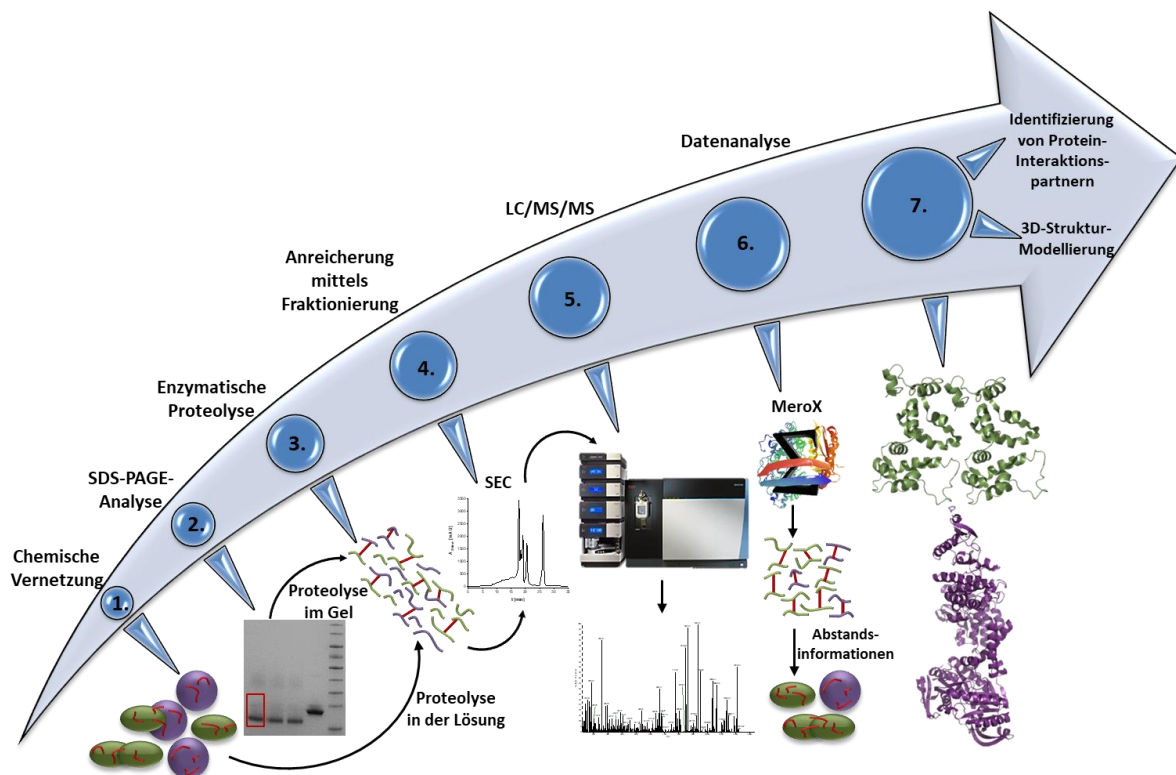 Chemische
Vernetzung
1.
SDS-PAGE-
Analyse
2.
Enzymatische
Proteolyse
3.
Anreicherung
mittels
Fraktionierung
4.
LC/MS/MS
5.
Datenanalyse
6.
7.
Identifizierung
von Protein-
Interaktions-
partnern
3D-Struktur-
Modellierung
Proteolyse
im Gel
Proteolyse
in der Lösung
SEC
MeroX
Abstands-
informationen